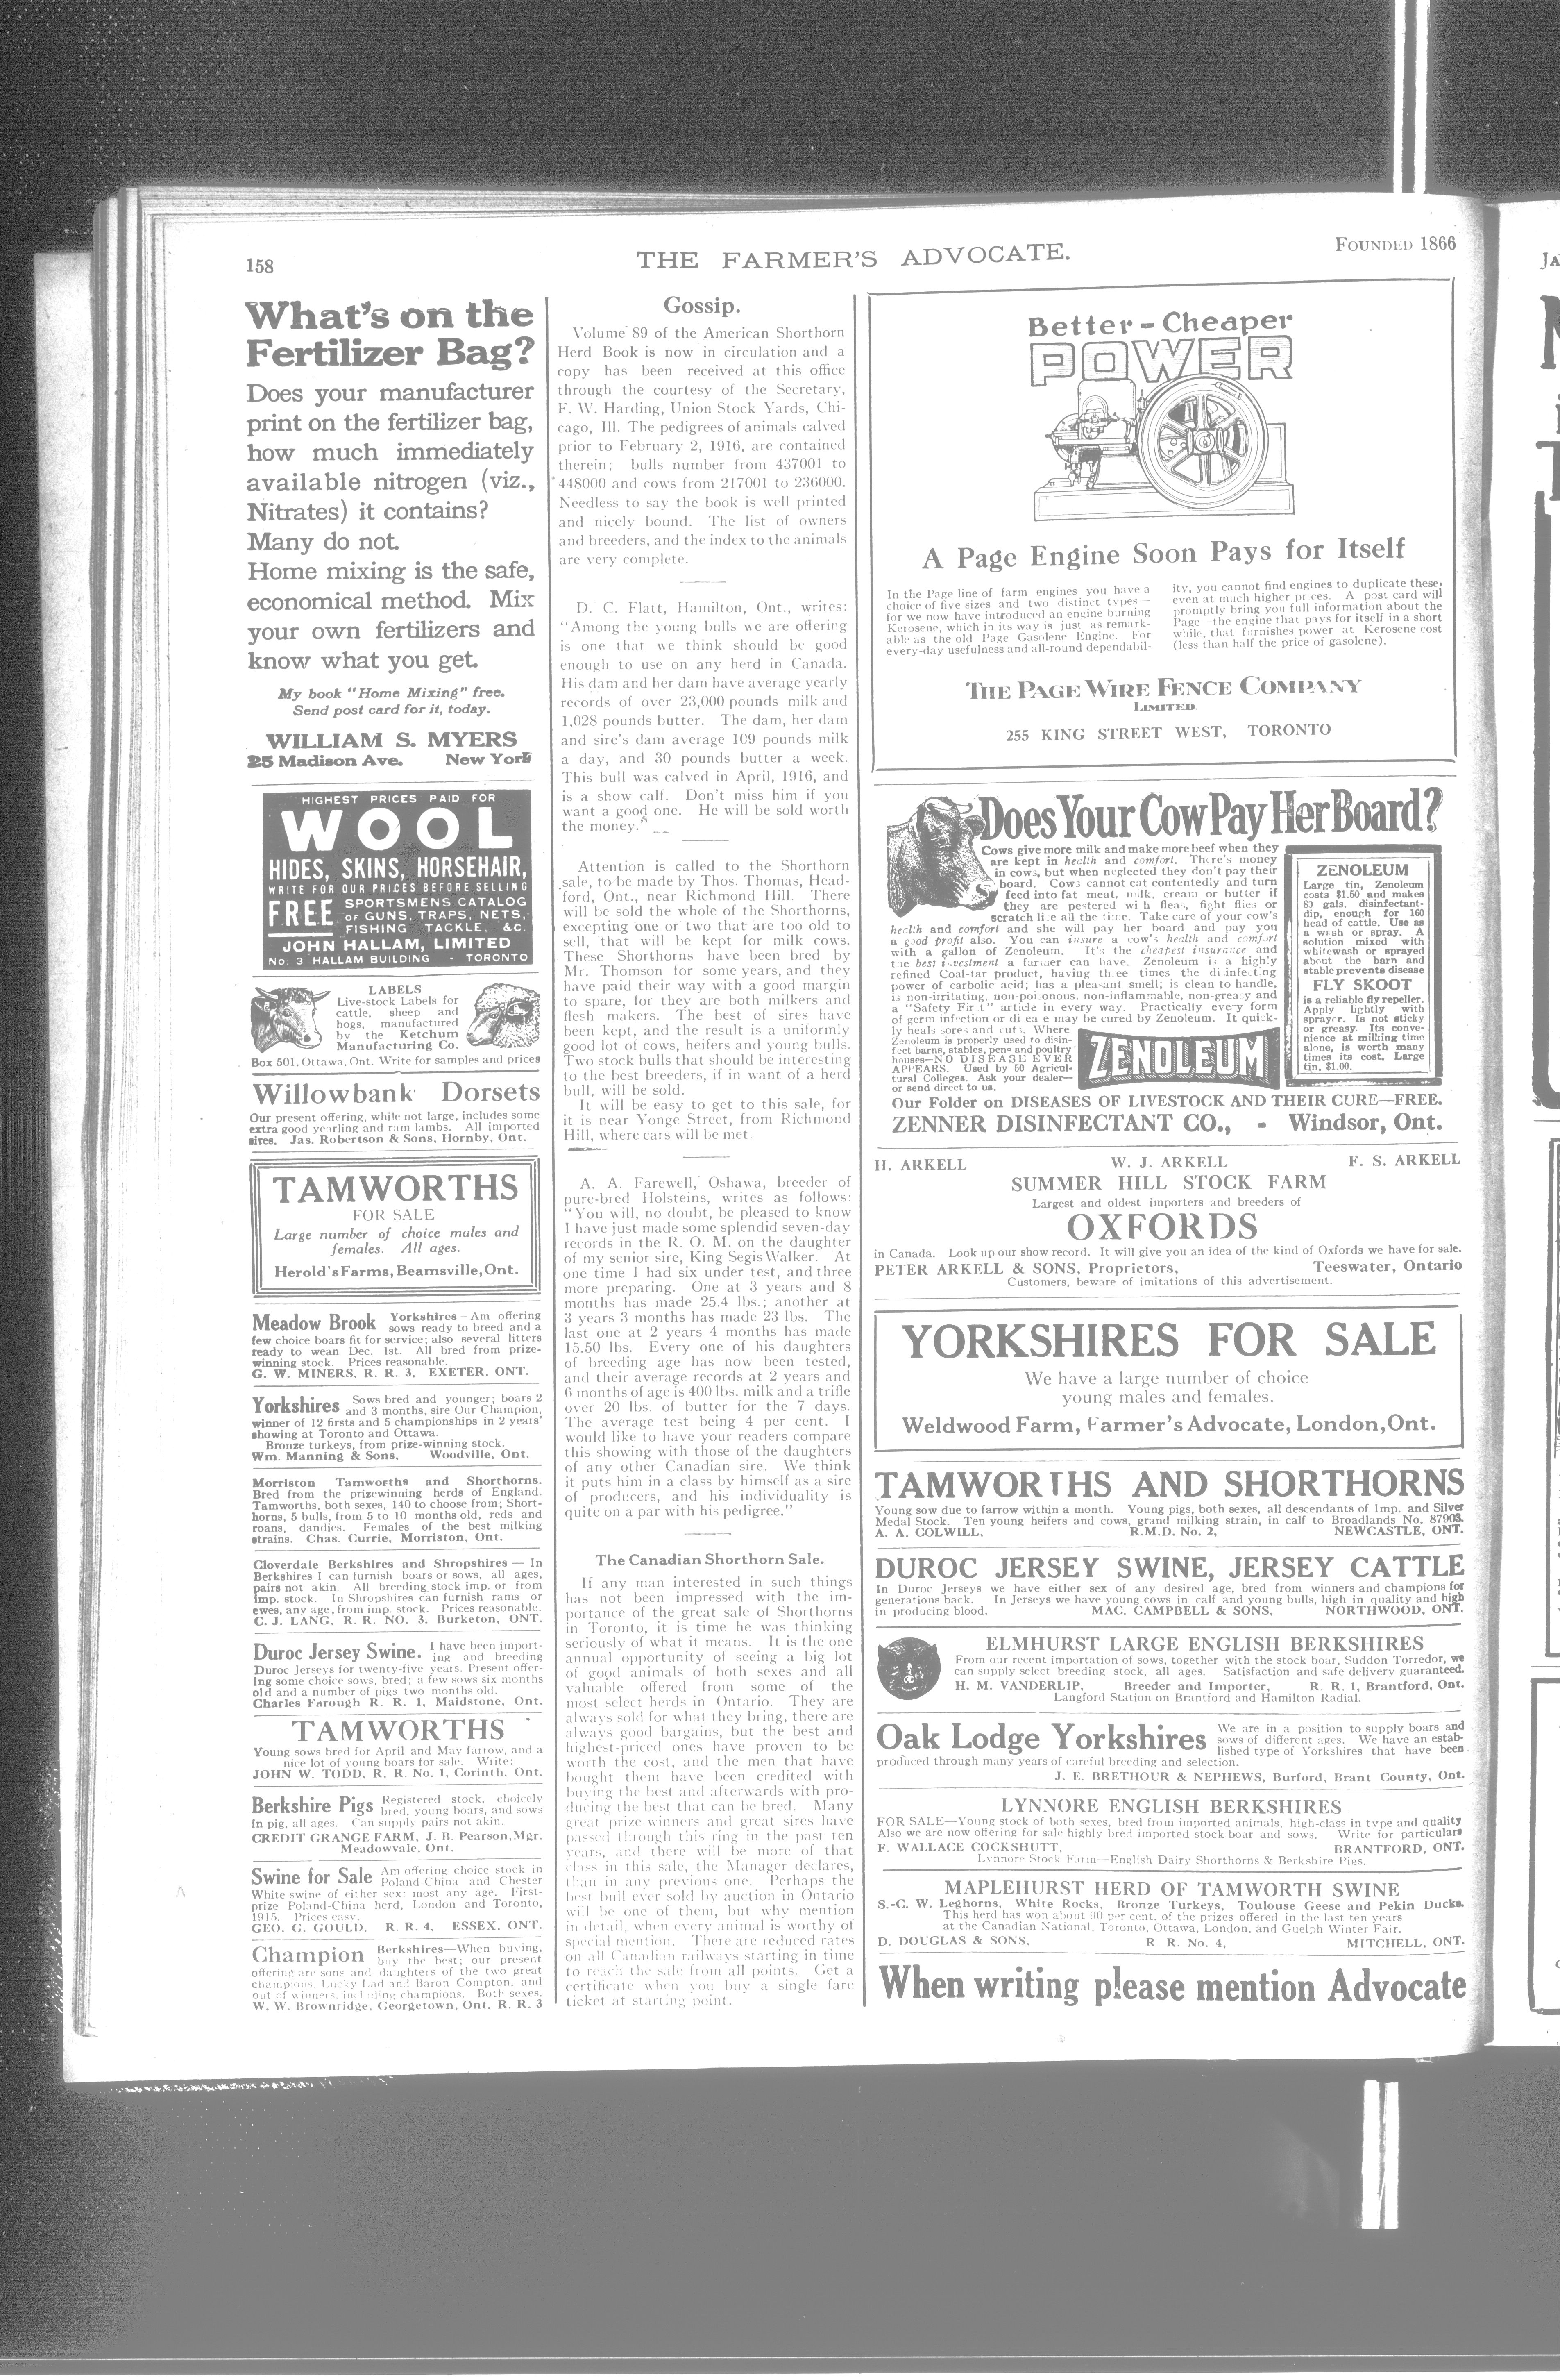 158
THE FARMER'S ADVOCATE.
FOUNDED 1866
What's on the
Fertilizer Bag?
Does your manufacturer
print on the fertilizer bag,
how much immediately
available nitrogen (viz.,
Nitrates) it contains?
Many do not.
Home mixing is the safe,
economical method. Mix
your own fertilizers and
know what you get.
My book "Home Mixing" free.
Send post card for it, today.
WILLIAM S. MYERS
25 Madison Ave. New York
HIGHEST PRICES PAID FOR
WOOL
HIDES, SKINS, HORSEHAIR,
WRITE FOR OUR PRICES BEFORE SELLING
FREE SPORTSMENS CATALOG
OF GUNS, TRAPS, NETS,
FISHING TACKLE, &C.
JOHN HALLAM, LIMITED
No. 3 HALLAM BUILDING - TORONTO
LABELS
Live-stock Labels for
cattle, sheep and
hogs, manufactured
by the Ketchum
Manufacturing Co.
Box 501, Ottawa, Ont. Write for samples and prices
Willowbank Dorsets
Our present offering, while not large, includes some
extra good yearling and ram lambs. All imported
sires. Jas. Robertson & Sons, Hornby, Ont.
TAMWORTHS
FOR SALE
Large number of choice males and
females. All ages.
Herold's Farms, Beamsville, Ont.
Meadow Brook Yorkshires—Am offering
sows ready to breed and a
few choice boars fit for service; also several litters
ready to wean Dec. 1st. All bred from prize-
winning stock. Prices reasonable.
G. W. MINERS, R. R. 3, EXETER, ONT.
Yorkshires Sows bred and younger; boars 2
and 3 months, sire Our Champion,
winner of 12 firsts and 5 championships in 2 years'
showing at Toronto and Ottawa.
Bronze turkeys, from prize-winning stock.
Wm. Manning & Sons, Woodville, Ont.
Morriston Tamworths and Shorthorns.
Bred from the prizewinning herds of England.
Tamworths, both sexes, 140 to choose from; Short-
horns, 5 bulls, from 5 to 10 months old, reds and
roans, dandies. Females of the best milking
strains. Chas. Currie, Morriston, Ont.
Cloverdale Berkshires and Shropshires — In
Berkshires I can furnish boars or sows, all ages,
pairs not akin. All breeding stock imp. or from
imp. stock. In Shropshires can furnish rams or
ewes, any age, from imp. stock. Prices reasonable.
C. J. LANG, R. R. NO. 3, Burketon, ONT.
Duroc Jersey Swine. I have been import-
ing and breeding
Duroc Jerseys for twenty-five years. Present offer-
ing some choice sows, bred; a few sows six months
old and a number of pigs two months old.
Charles Farough R. R. 1, Maidstone, Ont.
TAMWORTHS
Young sows bred for April and May farrow, and a
nice lot of young boars for sale. Write:
JOHN W. TODD, R. R. No. 1, Corinth, Ont.
Berkshire Pigs Registered stock, choicely
bred, young boars, and sows
in pig, all ages. Can supply pairs not akin.
CREDIT GRANGE FARM, J. B. Pearson, Mgr.
Meadowvale, Ont.
Swine for Sale Am offering choice stock in
Poland-China and Chester
White swine of either sex: most any age. First-
prize Poland-China herd, London and Toronto,
1915. Prices easy.
GEO. G. GOULD, R. R. 4, ESSEX, ONT.
Champion Berkshires—When buying,
buy the best; our present
offering are sons and daughters of the two great
champions, Lucky Lad and Baron Compton, and
out of winners, including champions. Both sexes.
W. W. Brownridge, Georgetown, Ont. R. R. 3
Gossip.
Volume 89 of the American Shorthorn
Herd Book is now in circulation and a
copy has been received at this office
through the courtesy of the Secretary,
F. W. Harding, Union Stock Yards, Chi-
cago, Ill. The pedigrees of animals calved
prior to February 2, 1916, are contained
therein; bulls number from 437001 to
448000 and cows from 217001 to 236000.
Needless to say the book is well printed
and nicely bound. The list of owners
and breeders, and the index to the animals
are very complete.
D. C. Flatt, Hamilton, Ont., writes:
"Among the young bulls we are offering
is one that we think should be good
enough to use on any herd in Canada.
His dam and her dam have average yearly
records of over 23,000 pounds milk and
1,028 pounds butter. The dam, her dam
and sire's dam average 109 pounds milk
a day, and 30 pounds butter a week.
This bull was calved in April, 1916, and
is a show calf. Don't miss him if you
want a good one. He will be sold worth
the money."
Attention is called to the Shorthorn
sale, to be made by Thos. Thomas, Head-
ford, Ont., near Richmond Hill. There
will be sold the whole of the Shorthorns,
excepting one or two that are too old to
sell, that will be kept for milk cows.
These Shorthorns have been bred by
Mr. Thomson for some years, and they
have paid their way with a good margin
to spare, for they are both milkers and
flesh makers. The best of sires have
been kept, and the result is a uniformly
good lot of cows, heifers and young bulls.
Two stock bulls that should be interesting
to the best breeders, if in want of a herd
bull, will be sold.
It will be easy to get to this sale, for
it is near Yonge Street, from Richmond
Hill, where cars will be met.
A. A. Farewell, Oshawa, breeder of
pure-bred Holsteins, writes as follows:
"You will, no doubt, be pleased to know
I have just made some splendid seven-day
records in the R. O. M. on the daughter
of my senior sire, King Segis Walker. At
one time I had six under test, and three
more preparing. One at 3 years and 8
months has made 25.4 lbs.; another at
3 years 3 months has made 23 lbs. The
last one at 2 years 4 months has made
15.50 lbs. Every one of his daughters
of breeding age has now been tested,
and their average records at 2 years and
6 months of age is 400 lbs. milk and a trifle
over 20 lbs. of butter for the 7 days.
The average test being 4 per cent. I
would like to have your readers compare
this showing with those of the daughters
of any other Canadian sire. We think
it puts him in a class by himself as a sire
of producers, and his individuality is
quite on a par with his pedigree."
The Canadian Shorthorn Sale.
If any man interested in such things
has not been impressed with the im-
portance of the great sale of Shorthorns
in Toronto, it is time he was thinking
seriously of what it means. It is the one
annual opportunity of seeing a big lot
of good animals of both sexes and all
valuable offered from some of the
most select herds in Ontario. They are
always sold for what they bring, there are
always good bargains, but the best and
highest-priced ones have proven to be
worth the cost, and the men that have
bought them have been credited with
buying the best and afterwards with pro-
ducing the best that can be bred. Many
great prize-winners and great sires have
passed through this ring in the past ten
years, and there will be more of that
class in this sale, the Manager declares,
than in any previous one. Perhaps the
best bull ever sold by auction in Ontario
will be one of them, but why mention
in detail, when every animal is worthy of
special mention. There are reduced rates
on all Canadian railways starting in time
to reach the sale from all points. Get a
certificate when you buy a single fare
ticket at starting point.
Better - Cheaper
POWER
A Page Engine Soon Pays for Itself
In the Page line of farm engines you have a
choice of five sizes and two distinct types—
for we now have introduced an engine burning
Kerosene, which in its way is just as remark-
able as the old Page Gasolene Engine. For
every-day usefulness and all-round dependabil-
ity, you cannot find engines to duplicate these,
even at much higher prices. A post card will
promptly bring you full information about the
Page—the engine that pays for itself in a short
while, that furnishes power at Kerosene cost
(less than half the price of gasolene).
THE PAGE WIRE FENCE COMPANY
LIMITED.
255 KING STREET WEST, TORONTO
Does Your Cow Pay Her Board?
Cows give more milk and make more beef when they
are kept in health and comfort. There's money
in cows, but when neglected they don't pay their
board. Cows cannot eat contentedly and turn
feed into fat meat, milk, cream or butter if
they are pestered with fleas, fight flies or
scratch lice all the time. Take care of your cow's
health and comfort and she will pay her board and pay you
a good profit also. You can insure a cow's health and comfort
with a gallon of Zenoleum. It's the cheapest insurance and
the best investment a farmer can have. Zenoleum is a highly
refined Coal-tar product, having three times the disinfecting
power of carbolic acid; has a pleasant smell; is clean to handle,
is non-irritating, non-poisonous, non-inflammable, non-greasy and
a "Safety First" article in every way. Practically every form
of germ infection or disease may be cured by Zenoleum. It quick-
ly heals sores and cuts. Where
Zenoleum is properly used to disin-
fect barns, stables, pens and poultry
houses—NO DISEASE EVER
APPEARS. Used by 50 Agricul-
tural Colleges. Ask your dealer—
or send direct to us.
ZENOLEUM
ZENOLEUM
Large tin, Zenoleum
costs $1.50 and makes
80 gals. disinfectant-
dip, enough for 160
head of cattle. Use as
a wash or spray. A
solution mixed with
whitewash or sprayed
about the barn and
stable prevents disease
FLY SKOOT
is a reliable fly repeller.
Apply lightly with
sprayer. Is not sticky
or greasy. Its conve-
nience at milking time
alone, is worth many
times its cost. Large
tin, $1.00.
Our Folder on DISEASES OF LIVESTOCK AND THEIR CURE—FREE.
ZENNER DISINFECTANT CO., - Windsor, Ont.
H. ARKELL W. J. ARKELL F. S. ARKELL
SUMMER HILL STOCK FARM
Largest and oldest importers and breeders of
OXFORDS
in Canada. Look up our show record. It will give you an idea of the kind of Oxfords we have for sale.
PETER ARKELL & SONS, Proprietors, Teeswater, Ontario
Customers, beware of imitations of this advertisement.
YORKSHIRES FOR SALE
We have a large number of choice
young males and females.
Weldwood Farm, Farmer's Advocate, London, Ont.
TAMWORTHS AND SHORTHORNS
Young sow due to farrow within a month. Young pigs, both sexes, all descendants of Imp. and Silver
Medal Stock. Ten young heifers and cows, grand milking strain, in calf to Broadlands No. 87903.
A. A. COLWILL, R.M.D. No. 2, NEWCASTLE, ONT.
DUROC JERSEY SWINE, JERSEY CATTLE
In Duroc Jerseys we have either sex of any desired age, bred from winners and champions for
generations back. In Jerseys we have young cows in calf and young bulls, high in quality and high
in producing blood. MAC. CAMPBELL & SONS, NORTHWOOD, ONT.
ELMHURST LARGE ENGLISH BERKSHIRES
From our recent importation of sows, together with the stock boar, Suddon Torredor, we
can supply select breeding stock, all ages. Satisfaction and safe delivery guaranteed.
H. M. VANDERLIP, Breeder and Importer, R. R. 1, Brantford, Ont.
Langford Station on Brantford and Hamilton Radial.
Oak Lodge Yorkshires We are in a position to supply boars and
sows of different ages. We have an estab-
lished type of Yorkshires that have been
produced through many years of careful breeding and selection.
J. E. BRETHOUR & NEPHEWS, Burford, Brant County, Ont.
LYNNORE ENGLISH BERKSHIRES
FOR SALE—Young stock of both sexes, bred from imported animals, high-class in type and quality
Also we are now offering for sale highly bred imported stock boar and sows. Write for particulars
F. WALLACE COCKSHUTT, BRANTFORD, ONT.
Lynnore Stock Farm—English Dairy Shorthorns & Berkshire Pigs.
MAPLEHURST HERD OF TAMWORTH SWINE
S.-C. W. Leghorns, White Rocks, Bronze Turkeys, Toulouse Geese and Pekin Ducks.
This herd has won about 90 per cent. of the prizes offered in the last ten years
at the Canadian National, Toronto, Ottawa, London, and Guelph Winter Fair.
D. DOUGLAS & SONS, R R. No. 4, MITCHELL, ONT.
When writing please mention Advocate